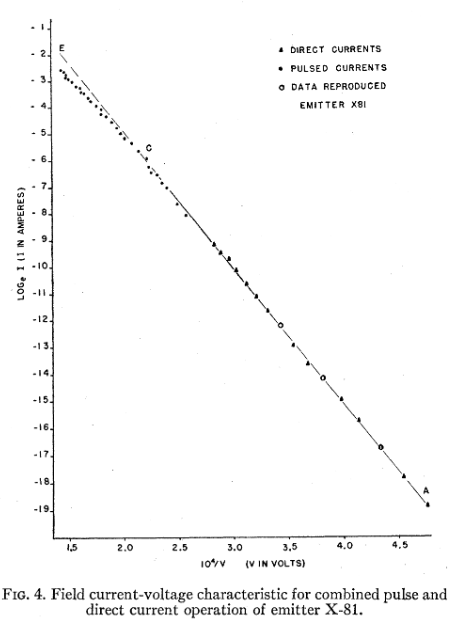 - 1
- 2
- 3
- 4
- 5
- 6
- 7
- 8
- 9
-10
-11
-12
-13
-14
-15
-16
-17
-18
-19
LOGe I (I IN AMPERES)
E
C
A
▲ DIRECT CURRENTS
• PULSED CURRENTS
o DATA REPRODUCED
EMITTER X81
1.5 2.0 2.5 3.0 3.5 4.0 4.5
10⁴/V (V IN VOLTS)
FIG. 4. Field current-voltage characteristic for combined pulse and
direct current operation of emitter X-81.